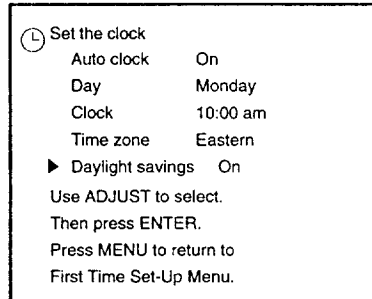 Set the clock
Auto clock On
Day Monday
Clock 10:00 am
Time zone Eastern
▶ Daylight savings On
Use ADJUST to select.
Then press ENTER.
Press MENU to return to
First Time Set-Up Menu.